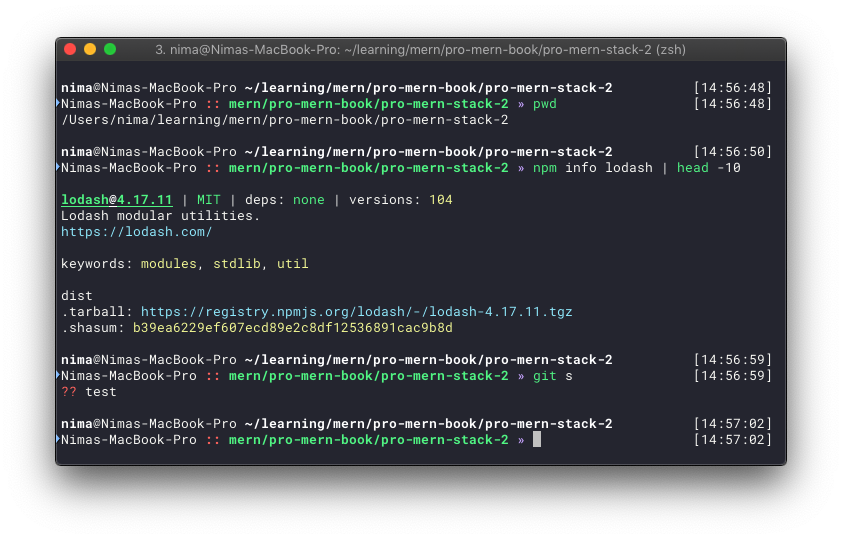 3. nima@Nimas-MacBook-Pro: ~/learning/mern/pro-mern-book/pro-mern-stack-2 (zsh)
nima@Nimas-MacBook-Pro ~/learning/mern/pro-mern-book/pro-mern-stack-2 [14:56:48]
Nimas-MacBook-Pro :: mern/pro-mern-book/pro-mern-stack-2 » pwd [14:56:48]
/Users/nima/learning/mern/pro-mern-book/pro-mern-stack-2
nima@Nimas-MacBook-Pro ~/learning/mern/pro-mern-book/pro-mern-stack-2 [14:56:50]
Nimas-MacBook-Pro :: mern/pro-mern-book/pro-mern-stack-2 » npm info lodash | head -10
lodash@4.17.11 | MIT | deps: none | versions: 104
Lodash modular utilities.
https://lodash.com/
keywords: modules, stdlib, util
dist
.tarball: https://registry.npmjs.org/lodash/-/lodash-4.17.11.tgz
.shasum: b39ea6229ef607ecd89e2c8df12536891cac9b8d
nima@Nimas-MacBook-Pro ~/learning/mern/pro-mern-book/pro-mern-stack-2 [14:56:59]
Nimas-MacBook-Pro :: mern/pro-mern-book/pro-mern-stack-2 » git s [14:56:59]
?? test
nima@Nimas-MacBook-Pro ~/learning/mern/pro-mern-book/pro-mern-stack-2 [14:57:02]
Nimas-MacBook-Pro :: mern/pro-mern-book/pro-mern-stack-2 » [14:57:02]